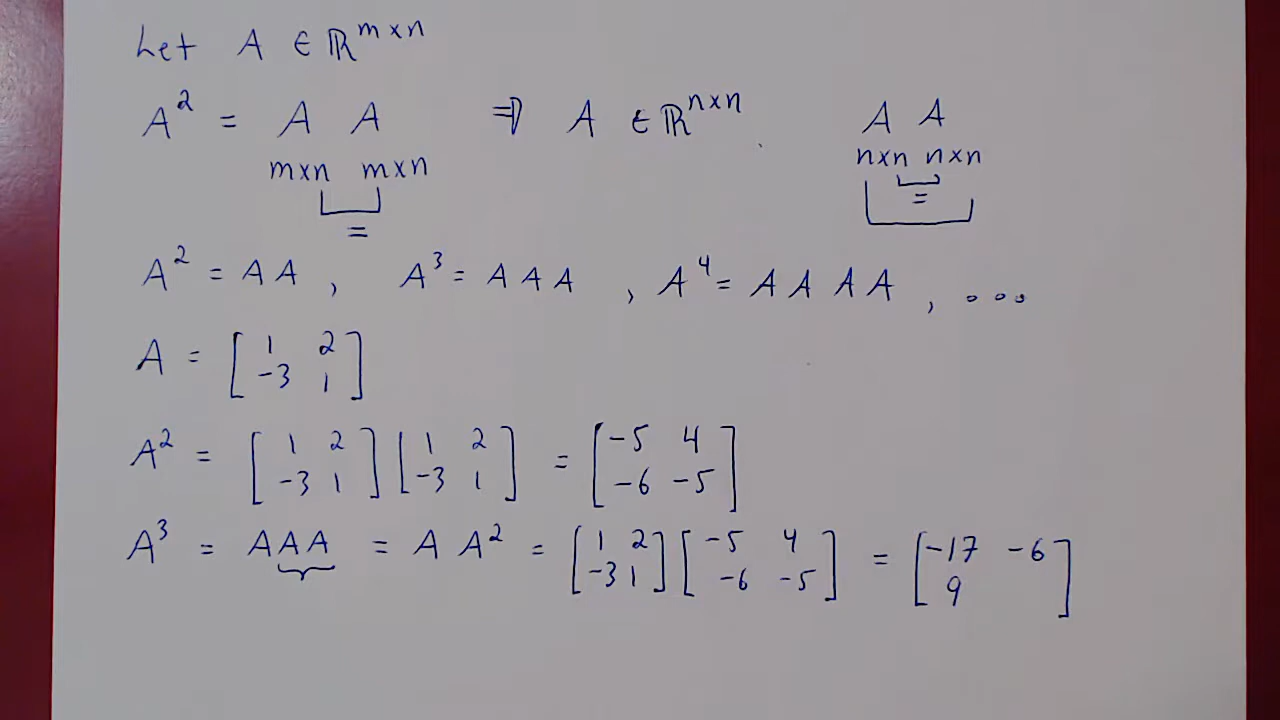 Let A ∈ ℝ^{m×n}
A² = A A ⇒ A ∈ ℝ^{n×n} A A
m×n m×n n×n n×n
= =
A² = A A , A³ = A A A , A⁴ = A A A A , ...
A = [1 2; -3 1]
A² = [1 2; -3 1] [1 2; -3 1] = [-5 4; -6 -5]
A³ = AAA = A A² = [1 2; -3 1] [-5 4; -6 -5] = [-17 -6; 9 ]